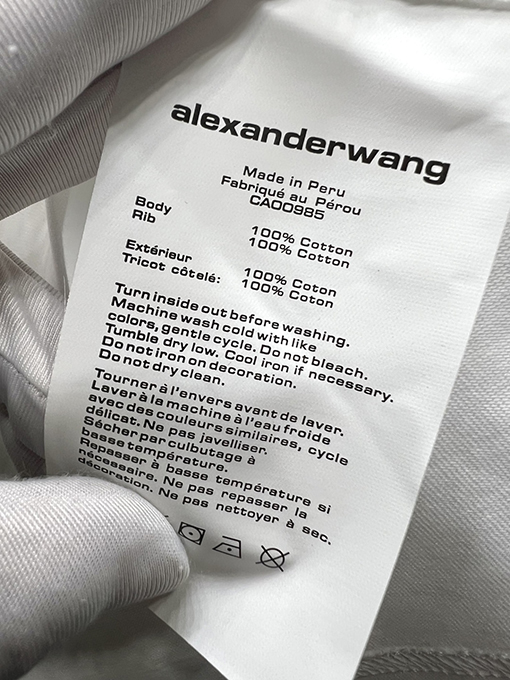 alexanderwang
Made in Peru
Fabriqué au Pérou
CA00985
Body 100% Cotton
Rib 100% Cotton
Extérieur 100% Coton
Tricot côtelé: 100% Coton
Turn inside out before washing.
Machine wash cold with like
colors, gentle cycle. Do not bleach.
Tumble dry low. Cool iron if necessary.
Do not iron on decoration.
Do not dry clean.
Tourner à l'envers avant de laver.
Laver à la machine à l'eau froide
avec des couleurs similaires, cycle
délicat. Ne pas javelliser.
Sécher par culbutage à
basse température.
Repasser à basse température si
nécessaire. Ne pas repasser la
décoration. Ne pas nettoyer à sec.